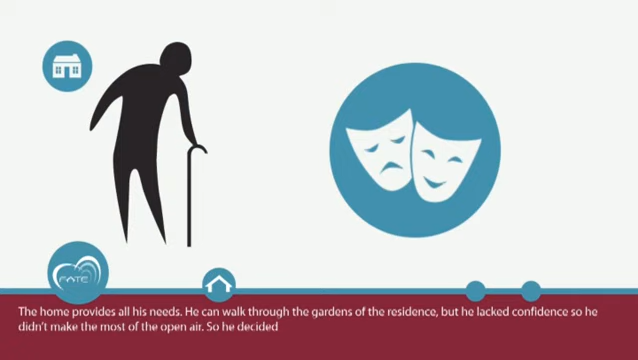 FATE
The home provides all his needs. He can walk through the gardens of the residence, but he lacked confidence so he
didn't make the most of the open air. So he decided